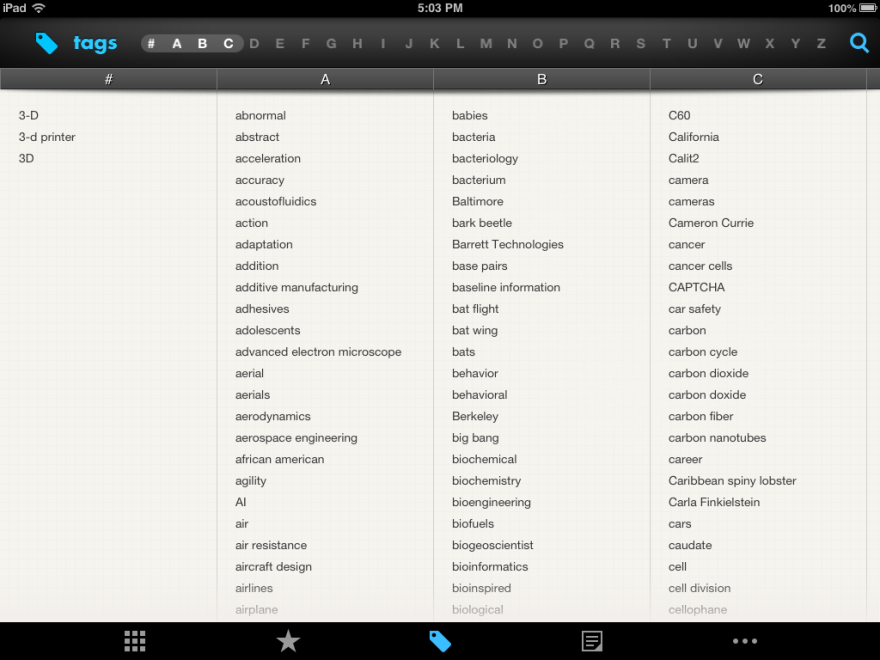 iPad 5:03 PM 100%
tags # A B C D E F G H I J K L M N O P Q R S T U V W X Y Z
# A B C
3-D
3-d printer
3D
abnormal
abstract
acceleration
accuracy
acoustofluidics
action
adaptation
addition
additive manufacturing
adhesives
adolescents
advanced electron microscope
aerial
aerials
aerodynamics
aerospace engineering
african american
agility
AI
air
air resistance
aircraft design
airlines
airplane
babies
bacteria
bacteriology
bacterium
Baltimore
bark beetle
Barrett Technologies
base pairs
baseline information
bat flight
bat wing
bats
behavior
behavioral
Berkeley
big bang
biochemical
biochemistry
bioengineering
biofuels
biogeoscientist
bioinformatics
bioinspired
biological
C60
California
Calit2
camera
cameras
Cameron Currie
cancer
cancer cells
CAPTCHA
car safety
carbon
carbon cycle
carbon dioxide
carbon doxide
carbon fiber
carbon nanotubes
career
Caribbean spiny lobster
Carla Finkielstein
cars
caudate
cell
cell division
cellophane